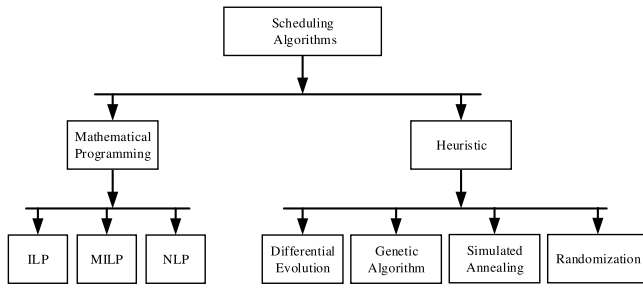 Scheduling
Algorithms
Mathematical
Programming
Heuristic
ILP
MILP
NLP
Differential
Evolution
Genetic
Algorithm
Simulated
Annealing
Randomization